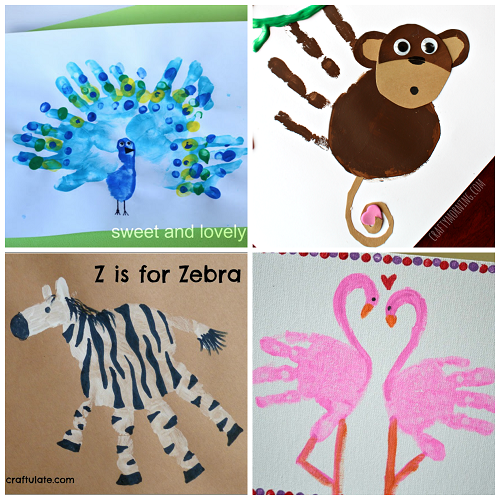 sweet and lovely
CRAFTYMORNING.COM
Z is for Zebra
craftulate.com